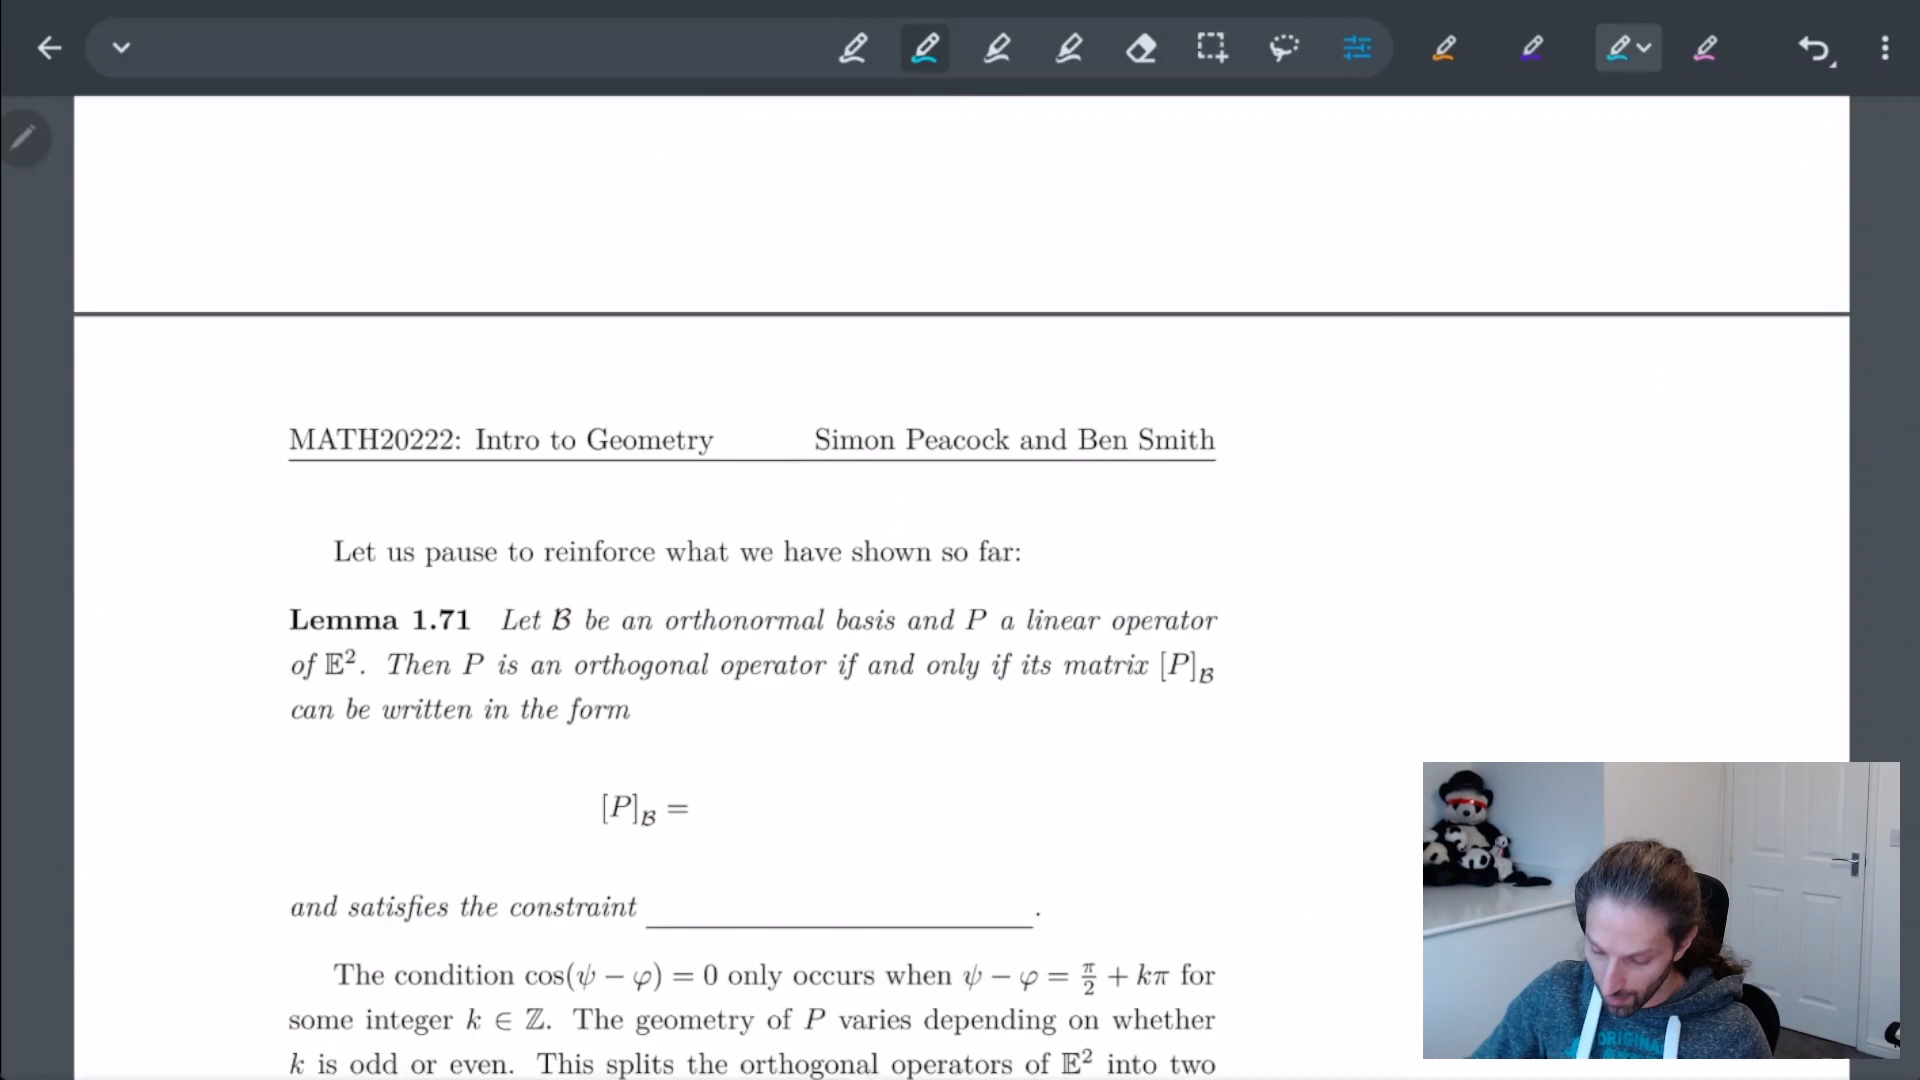 MATH20222: Intro to Geometry Simon Peacock and Ben Smith
Let us pause to reinforce what we have shown so far:
Lemma 1.71 Let ℬ be an orthonormal basis and P a linear operator
of 𝔼². Then P is an orthogonal operator if and only if its matrix [P]_ℬ
can be written in the form
[P]_ℬ =
and satisfies the constraint ____________.
The condition cos(ψ − φ) = 0 only occurs when ψ − φ = π/2 + kπ for
some integer k ∈ ℤ. The geometry of P varies depending on whether
k is odd or even. This splits the orthogonal operators of 𝔼² into two
ORIGINAL